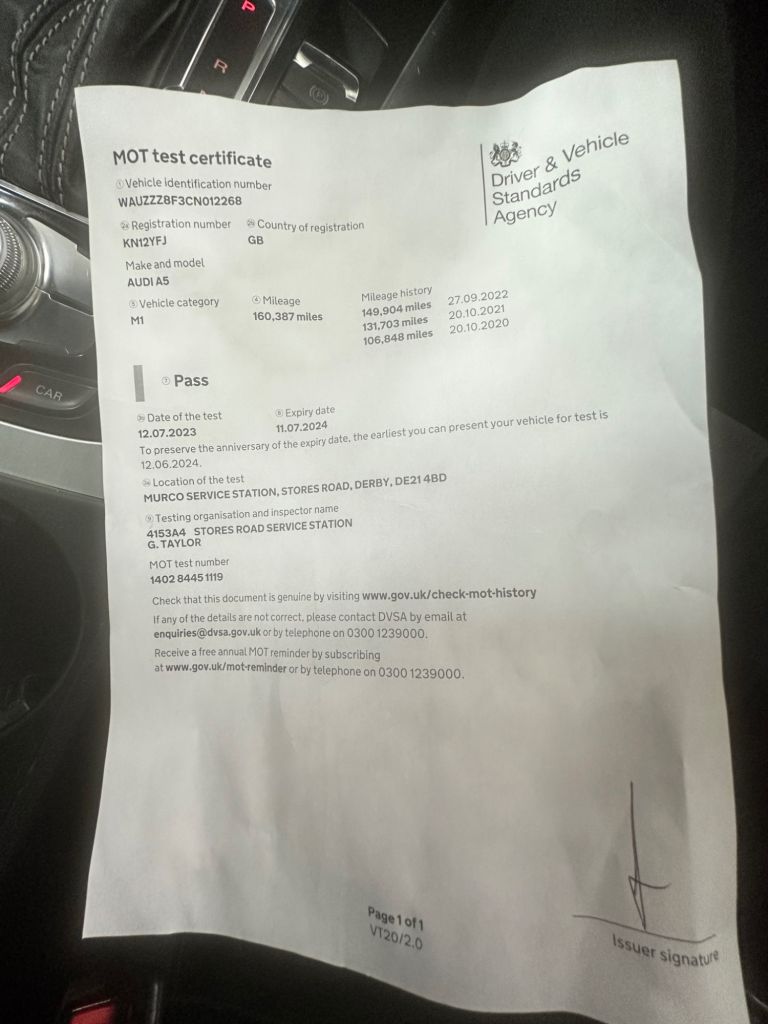 P
R
MOT test certificate
Driver & Vehicle
Standards
Agency
① Vehicle identification number
WAUZZZ8F3CN012268
Registration number Country of registration
KN12YFJ GB
Make and model
AUDI A5
⑤ Vehicle category ④ Mileage Mileage history
M1 160,387 miles 149,904 miles 27.09.2022
131,703 miles 20.10.2021
106,848 miles 20.10.2020
CAR
⑦ Pass
Date of the test ⑧ Expiry date
12.07.2023 11.07.2024
To preserve the anniversary of the expiry date, the earliest you can present your vehicle for test is
12.06.2024.
Location of the test
MURCO SERVICE STATION, STORES ROAD, DERBY, DE21 4BD
⑨ Testing organisation and inspector name
4153A4 STORES ROAD SERVICE STATION
G. TAYLOR
MOT test number
1402 8445 1119
Check that this document is genuine by visiting www.gov.uk/check-mot-history
If any of the details are not correct, please contact DVSA by email at
enquiries@dvsa.gov.uk or by telephone on 0300 1239000.
Receive a free annual MOT reminder by subscribing
at www.gov.uk/mot-reminder or by telephone on 0300 1239000.
Page 1 of 1
VT20/2.0
Issuer signature